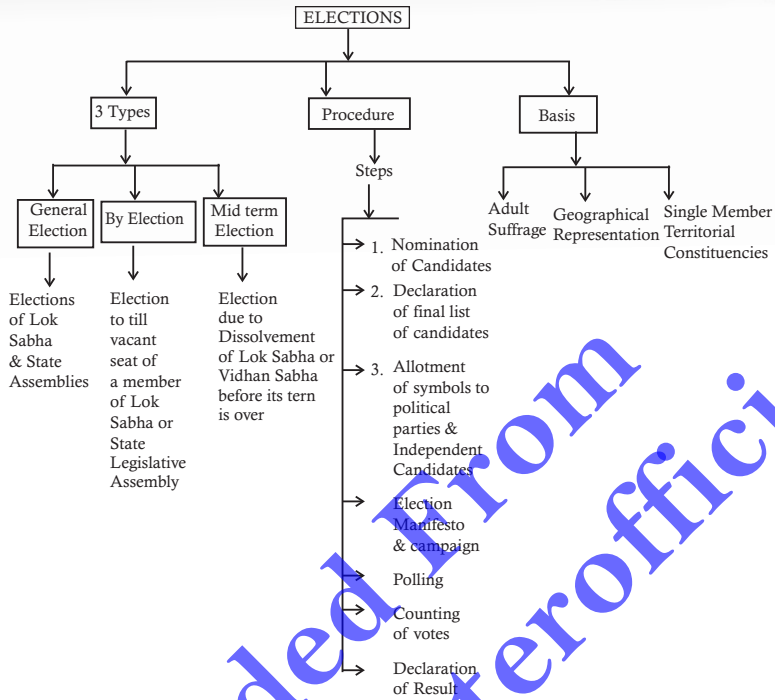 ELECTIONS
3 Types
Procedure
Basis
Steps
General
Election
By Election
Mid term
Election
Adult
Suffrage
Geographical
Representation
Single Member
Territorial
Constituencies
Elections
of Lok
Sabha
& State
Assemblies
Election
to till
vacant
seat of
a member
of Lok
Sabha or
State
Legislative
Assembly
Election
due to
Dissolvement
of Lok Sabha or
Vidhan Sabha
before its tern
is over
1. Nomination
of Candidates
2. Declaration
of final list
of candidates
3. Allotment
of symbols to
political
parties &
Independent
Candidates
Election
Manifesto
& campaign
Polling
Counting
of votes
Declaration
of Result
ded From
teroffici